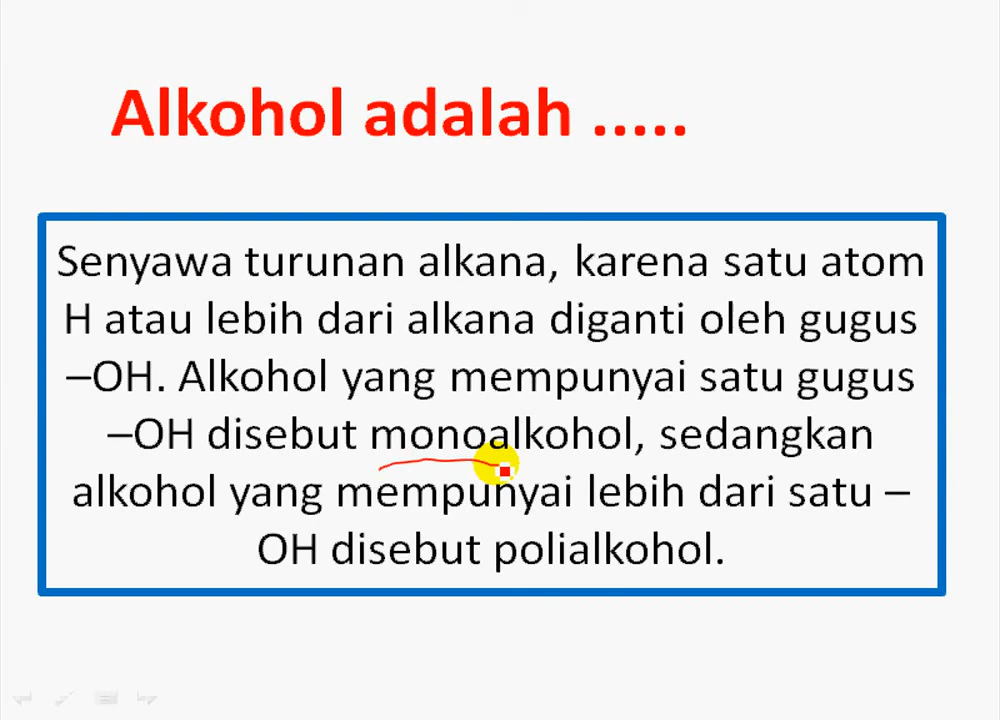 Alkohol adalah .....
Senyawa turunan alkana, karena satu atom
H atau lebih dari alkana diganti oleh gugus
–OH. Alkohol yang mempunyai satu gugus
–OH disebut monoalkohol, sedangkan
alkohol yang mempunyai lebih dari satu –
OH disebut polialkohol.